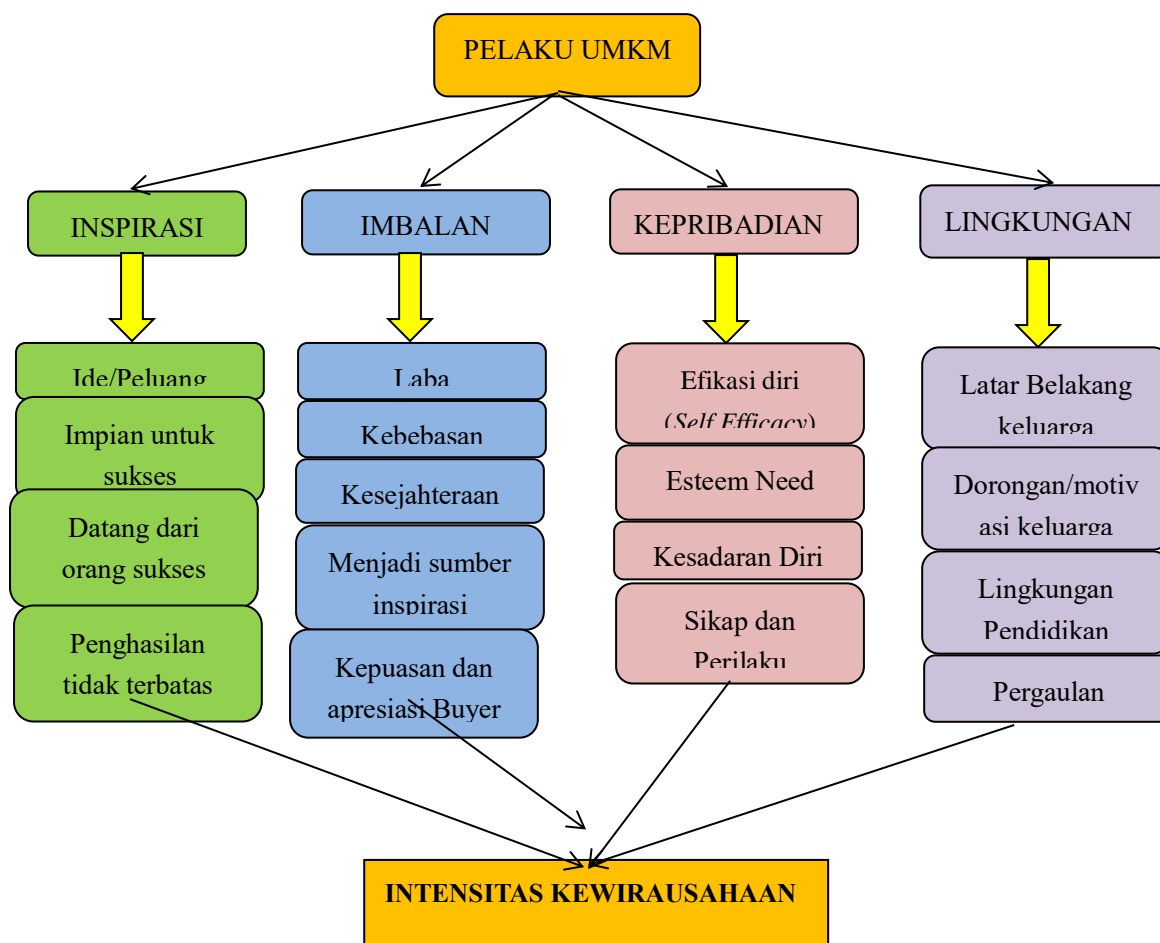 PELAKU UMKM
INSPIRASI
IMBALAN
KEPRIBADIAN
LINGKUNGAN
Ide/Peluang
Impian untuk
sukses
Datang dari
orang sukses
Penghasilan
tidak terbatas
Laba
Kebebasan
Kesejahteraan
Menjadi sumber
inspirasi
Kepuasan dan
apresiasi Buyer
Efikasi diri
(Self Efficacy)
Esteem Need
Kesadaran Diri
Sikap dan
Perilaku
Latar Belakang
keluarga
Dorongan/motiv
asi keluarga
Lingkungan
Pendidikan
Pergaulan
INTENSITAS KEWIRAUSAHAAN